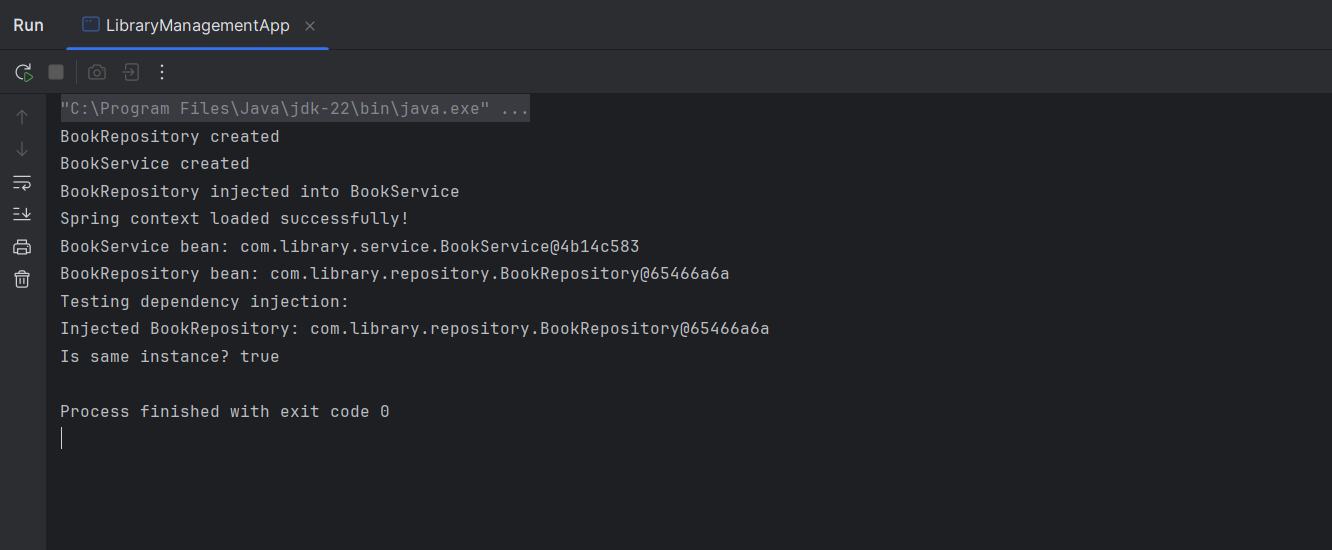 Run LibraryManagementApp
"C:\Program Files\Java\jdk-22\bin\java.exe" ...
BookRepository created
BookService created
BookRepository injected into BookService
Spring context loaded successfully!
BookService bean: com.library.service.BookService@4b14c583
BookRepository bean: com.library.repository.BookRepository@65466a6a
Testing dependency injection:
Injected BookRepository: com.library.repository.BookRepository@65466a6a
Is same instance? true
Process finished with exit code 0